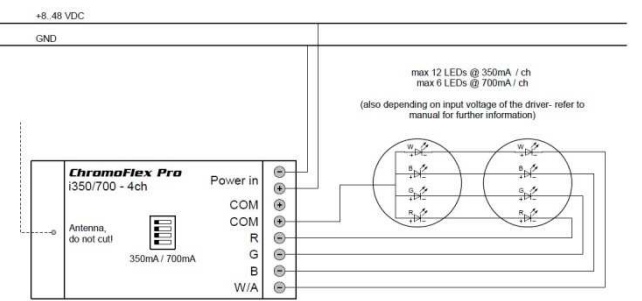 +8..48 VDC
GND
max 12 LEDs @ 350mA / ch
max 6 LEDs @ 700mA / ch
(also depending on input voltage of the driver- refer to
manual for further information)
ChromoFlex Pro
i350/700 - 4ch
Power in
COM
COM
R
G
B
W/A
Antenna,
do not cut!
350mA / 700mA
W
B
G
R
W
B
G
R